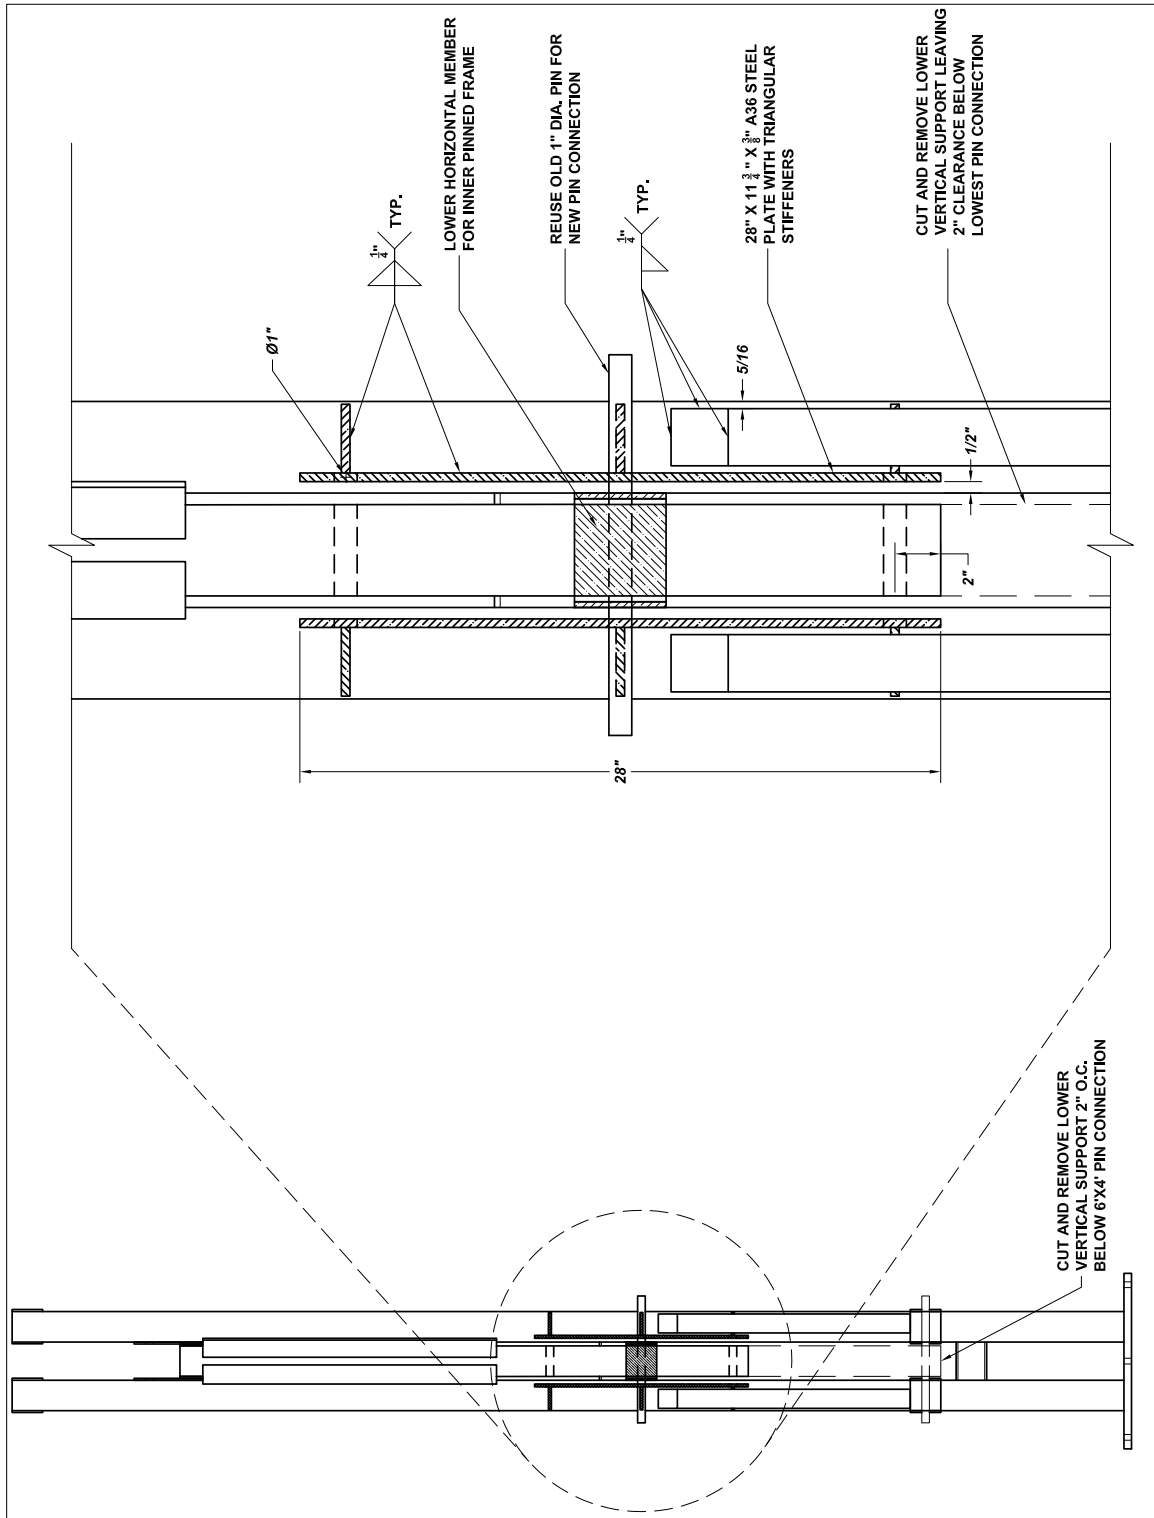 Ø1"
1/4"
TYP.
LOWER HORIZONTAL MEMBER
FOR INNER PINNED FRAME
REUSE OLD 1" DIA. PIN FOR
NEW PIN CONNECTION
1/4"
TYP.
5/16
28" X 11 3/4" X 3/8" A36 STEEL
PLATE WITH TRIANGULAR
STIFFENERS
1/2"
CUT AND REMOVE LOWER
VERTICAL SUPPORT LEAVING
2" CLEARANCE BELOW
LOWEST PIN CONNECTION
2"
28"
CUT AND REMOVE LOWER
VERTICAL SUPPORT 2" O.C.
BELOW 6'X4' PIN CONNECTION